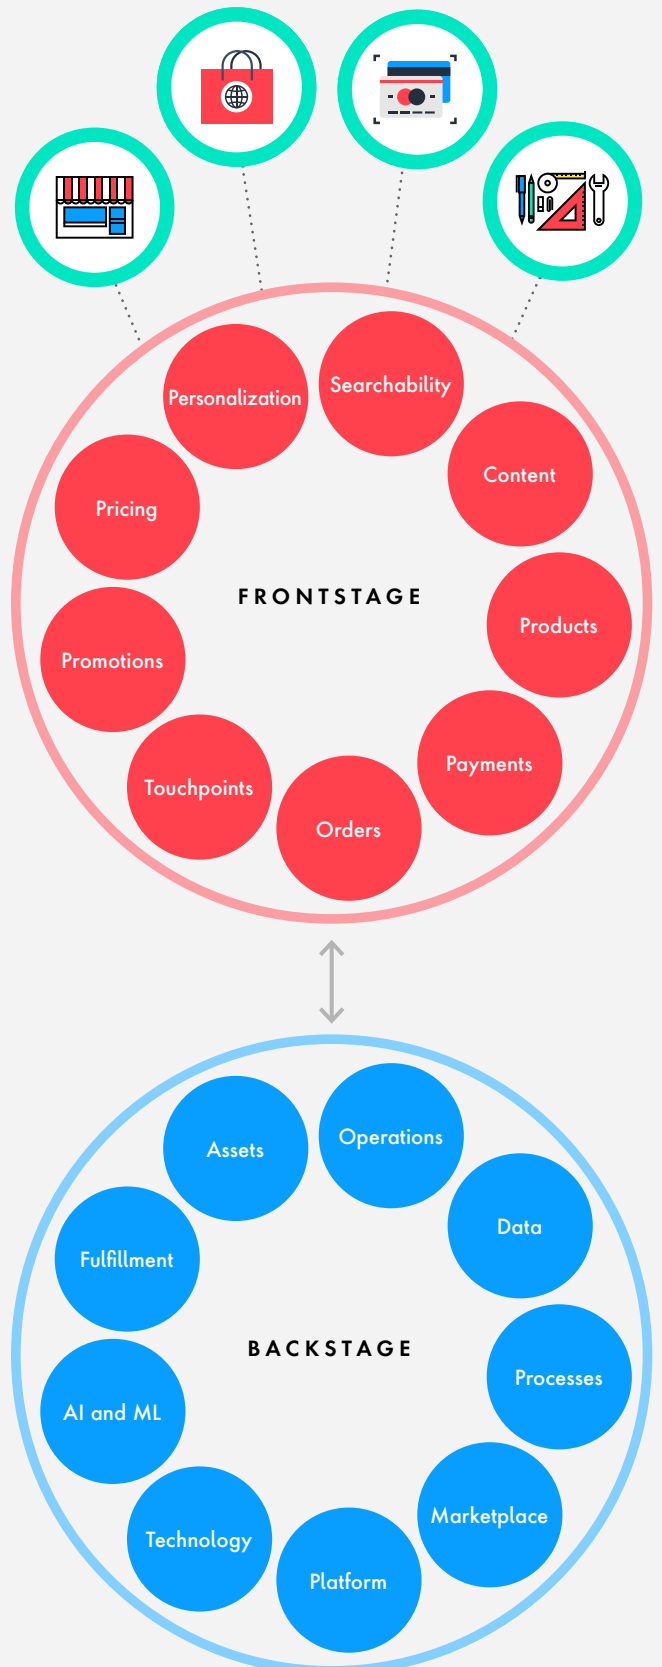 Searchability
Personalization
Content
Pricing
FRONTSTAGE
Products
Promotions
Payments
Touchpoints
Orders
Operations
Assets
Data
Fulfillment
BACKSTAGE
Processes
AI and ML
Marketplace
Technology
Platform